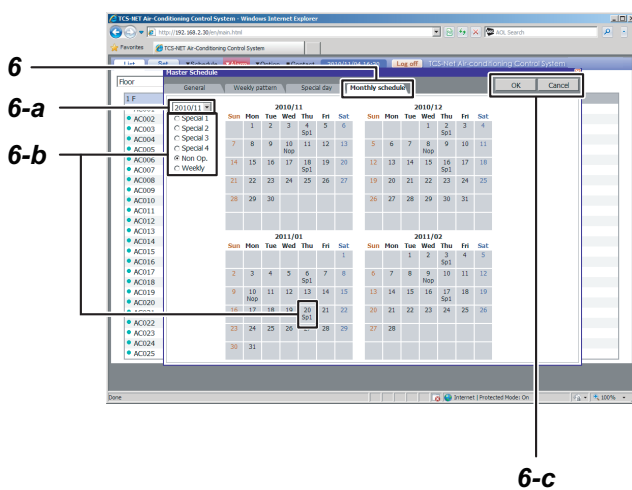 TCS-NET Air-Conditioning Control System - Windows Internet Explorer
http://192.168.2.30/en/main.html
AOL Search
Favorites
TCS-NET Air-Conditioning Control System
6
Log off TCS-Net Air-conditioning Control System
Master Schedule
General Weekly pattern Special day Monthly schedule OK Cancel
Floor
1 F
6-a
2010/11
Special 1
Special 2
Special 3
Special 4
Non Op.
Weekly
6-b
AC002
AC003
AC004
AC005
AC006
AC007
AC008
AC009
AC010
AC011
AC012
AC013
AC014
AC015
AC016
AC017
AC018
AC019
AC020
AC022
AC023
AC024
AC025
2010/11
Sun Mon Tue Wed Thu Fri Sat
1 2 3 4 5 6
Sp1
7 8 9 10 11 12 13
Nop
14 15 16 17 18 19 20
Sp1
21 22 23 24 25 26 27
28 29 30
2010/12
Sun Mon Tue Wed Thu Fri Sat
1 2 3 4
Sp1
5 6 7 8 9 10 11
Nop
12 13 14 15 16 17 18
Sp1
19 20 21 22 23 24 25
26 27 28 29 30 31
2011/01
Sun Mon Tue Wed Thu Fri Sat
1
2 3 4 5 6 7 8
Sp1
9 10 11 12 13 14 15
Nop
16 17 18 19 20 21 22
Sp1
23 24 25 26 27 28 29
30 31
2011/02
Sun Mon Tue Wed Thu Fri Sat
1 2 3 4 5
Sp1
6 7 8 9 10 11 12
Nop
13 14 15 16 17 18 19
Sp1
20 21 22 23 24 25 26
27 28
Done
Internet | Protected Mode: On
100%
6-c